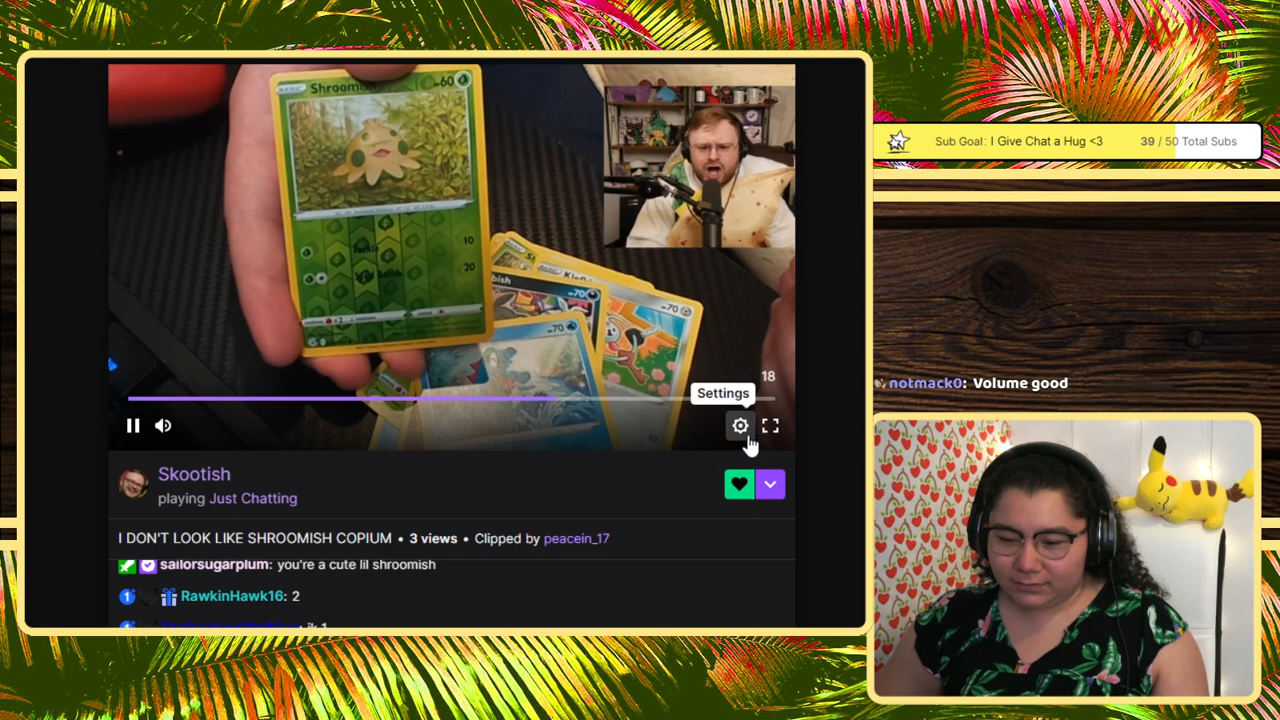 BASIC Shroomish 60
Tackle 10
20
70
70
70
18
Settings
Skootish
playing Just Chatting
I DON'T LOOK LIKE SHROOMISH COPIUM • 3 views • Clipped by peacein_17
sailorsugarplum: you're a cute lil shroomish
RawkinHawk16: 2
Sub Goal: I Give Chat a Hug <3 39 / 50 Total Subs
notmack0: Volume good